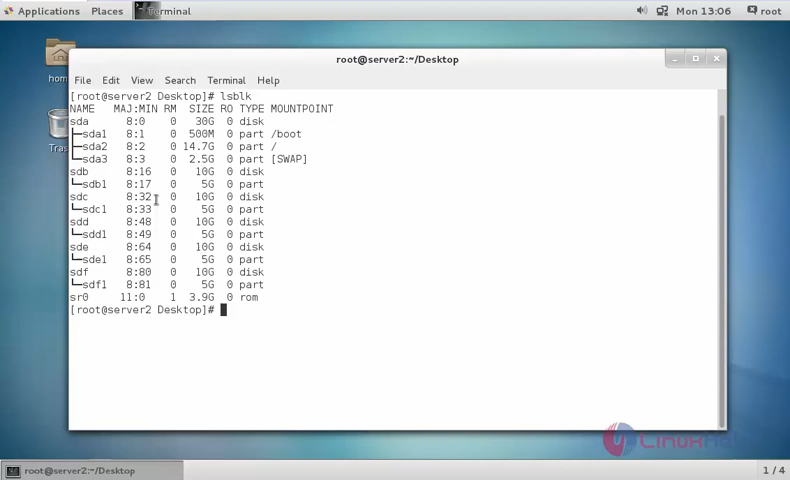 Applications Places Terminal Mon 13:06 root
root@server2:~/Desktop
File Edit View Search Terminal Help
[root@server2 Desktop]# lsblk
NAME MAJ:MIN RM SIZE RO TYPE MOUNTPOINT
sda 8:0 0 30G 0 disk
├─sda1 8:1 0 500M 0 part /boot
├─sda2 8:2 0 14.7G 0 part /
└─sda3 8:3 0 2.5G 0 part [SWAP]
sdb 8:16 0 10G 0 disk
└─sdb1 8:17 0 5G 0 part
sdc 8:32 0 10G 0 disk
└─sdc1 8:33 0 5G 0 part
sdd 8:48 0 10G 0 disk
└─sdd1 8:49 0 5G 0 part
sde 8:64 0 10G 0 disk
└─sde1 8:65 0 5G 0 part
sdf 8:80 0 10G 0 disk
└─sdf1 8:81 0 5G 0 part
sr0 11:0 1 3.9G 0 rom
[root@server2 Desktop]#
hom
Tras
root@server2:~/Desktop 1 / 4